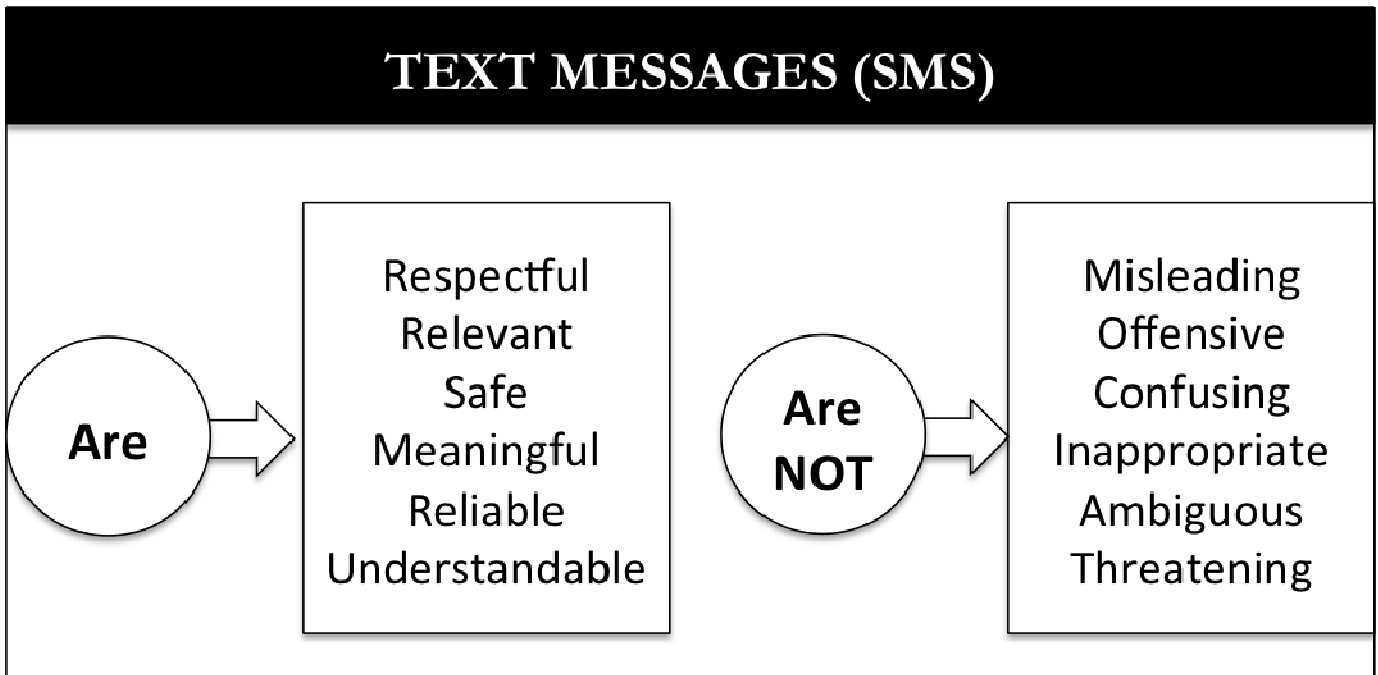 TEXT MESSAGES (SMS)
Are
Respectful
Relevant
Safe
Meaningful
Reliable
Understandable
Are
NOT
Misleading
Offensive
Confusing
Inappropriate
Ambiguous
Threatening